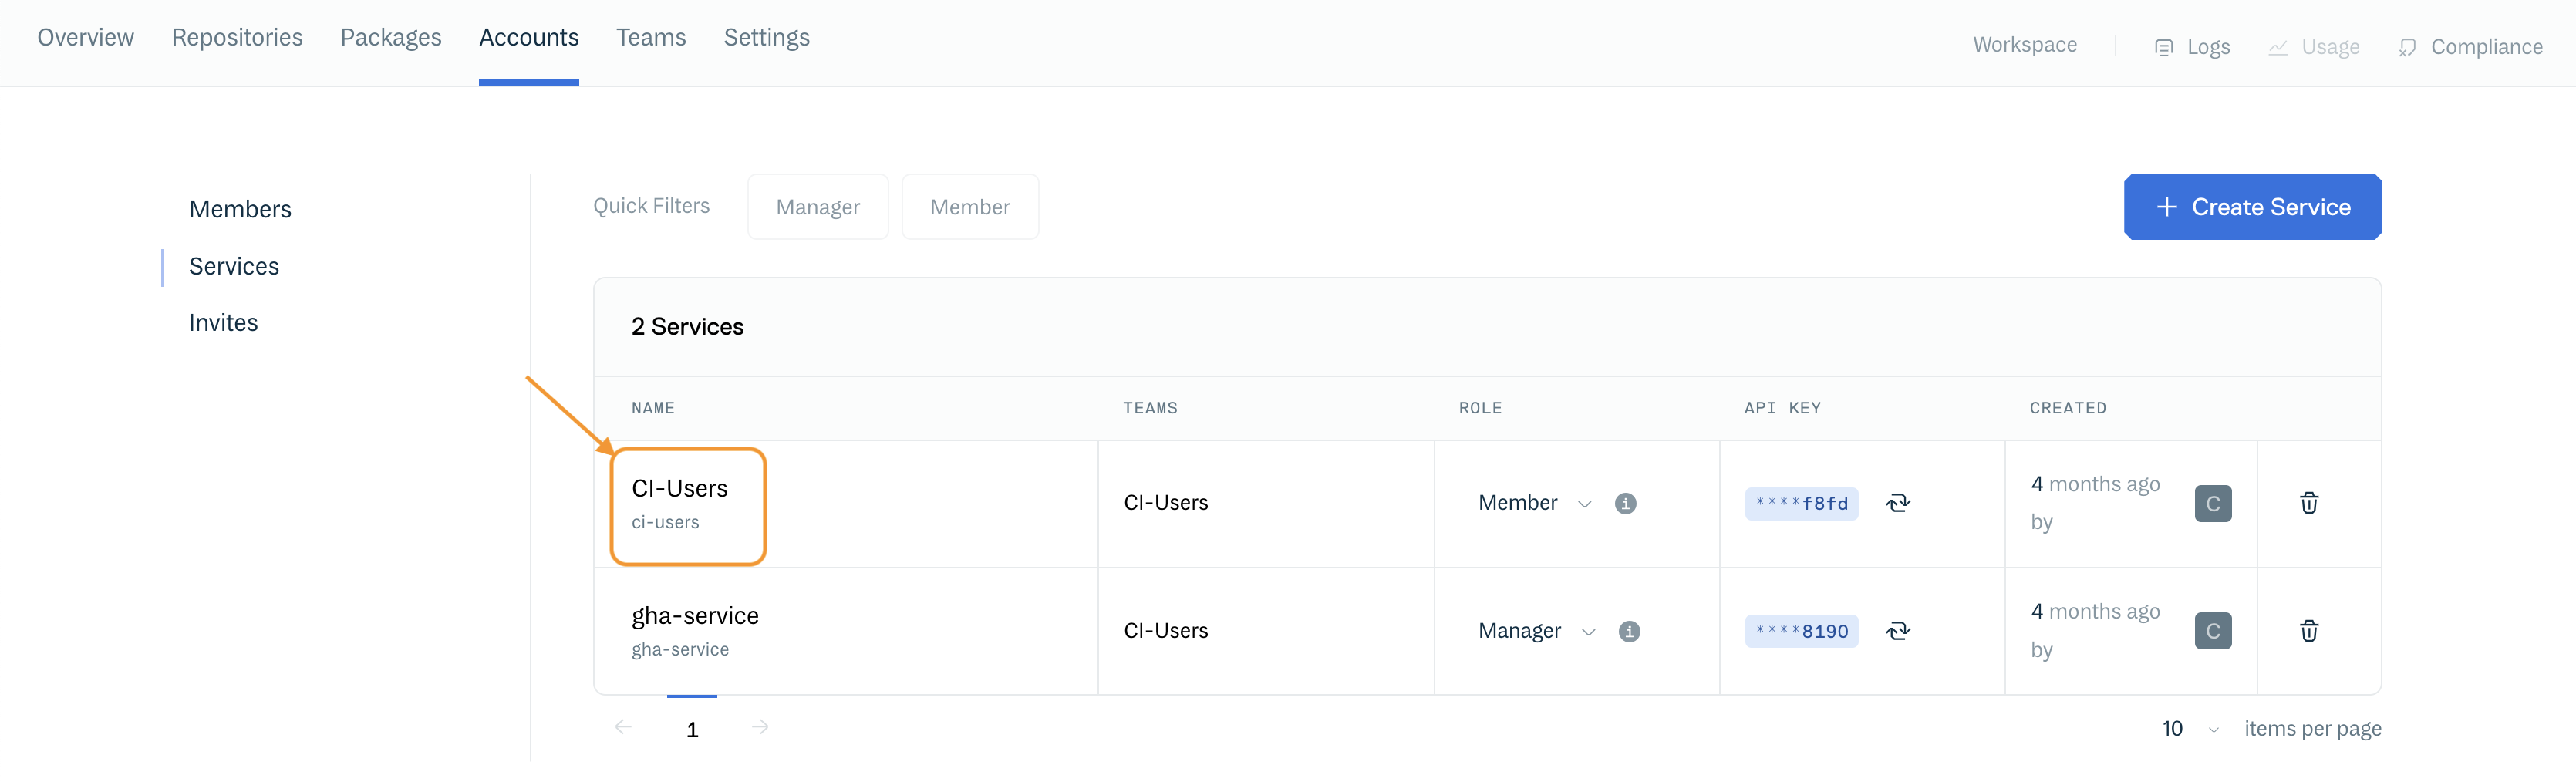 Overview Repositories Packages Accounts Teams Settings Workspace Logs Usage Compliance
Members
Services
Invites
Quick Filters Manager Member + Create Service
2 Services
NAME TEAMS ROLE API KEY CREATED
CI-Users
ci-users
CI-Users
Member
****f8fd
4 months ago
by
C
gha-service
gha-service
CI-Users
Manager
****8190
4 months ago
by
C
1
10 items per page